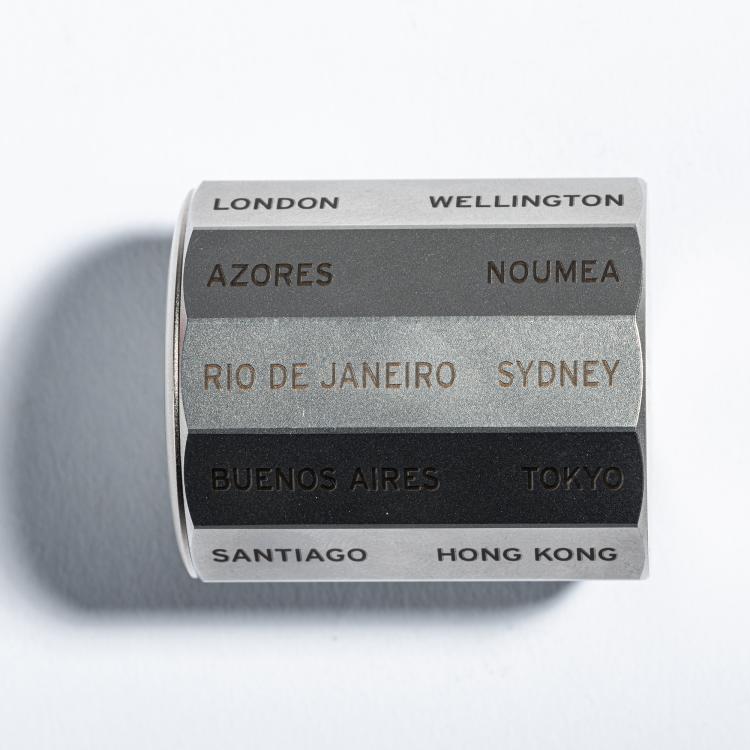 LONDON WELLINGTON
AZORES NOUMEA
RIO DE JANEIRO SYDNEY
BUENOS AIRES TOKYO
SANTIAGO HONG KONG